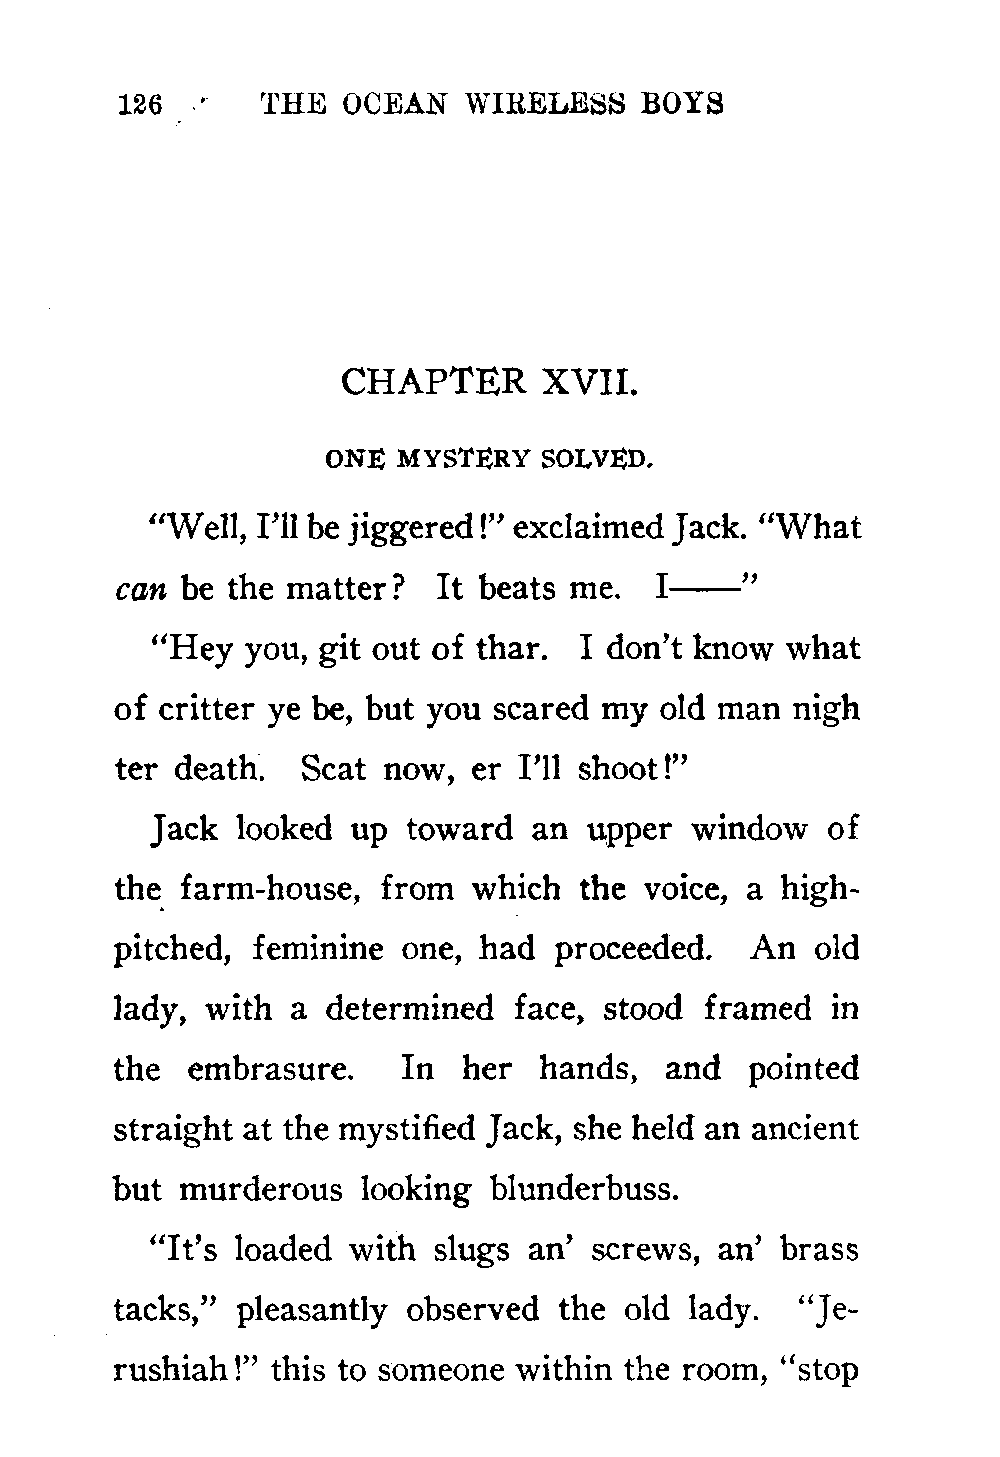 126 THE OCEAN WIRELESS BOYS
CHAPTER XVII.
ONE MYSTERY SOLVED.
“Well, I’ll be jiggered!” exclaimed Jack. “What
can be the matter? It beats me. I——”
“Hey you, git out of thar. I don’t know what
of critter ye be, but you scared my old man nigh
ter death. Scat now, er I’ll shoot!”
Jack looked up toward an upper window of
the farm-house, from which the voice, a high-
pitched, feminine one, had proceeded. An old
lady, with a determined face, stood framed in
the embrasure. In her hands, and pointed
straight at the mystified Jack, she held an ancient
but murderous looking blunderbuss.
“It’s loaded with slugs an’ screws, an’ brass
tacks,” pleasantly observed the old lady. “Je-
rushiah!” this to someone within the room, “stop